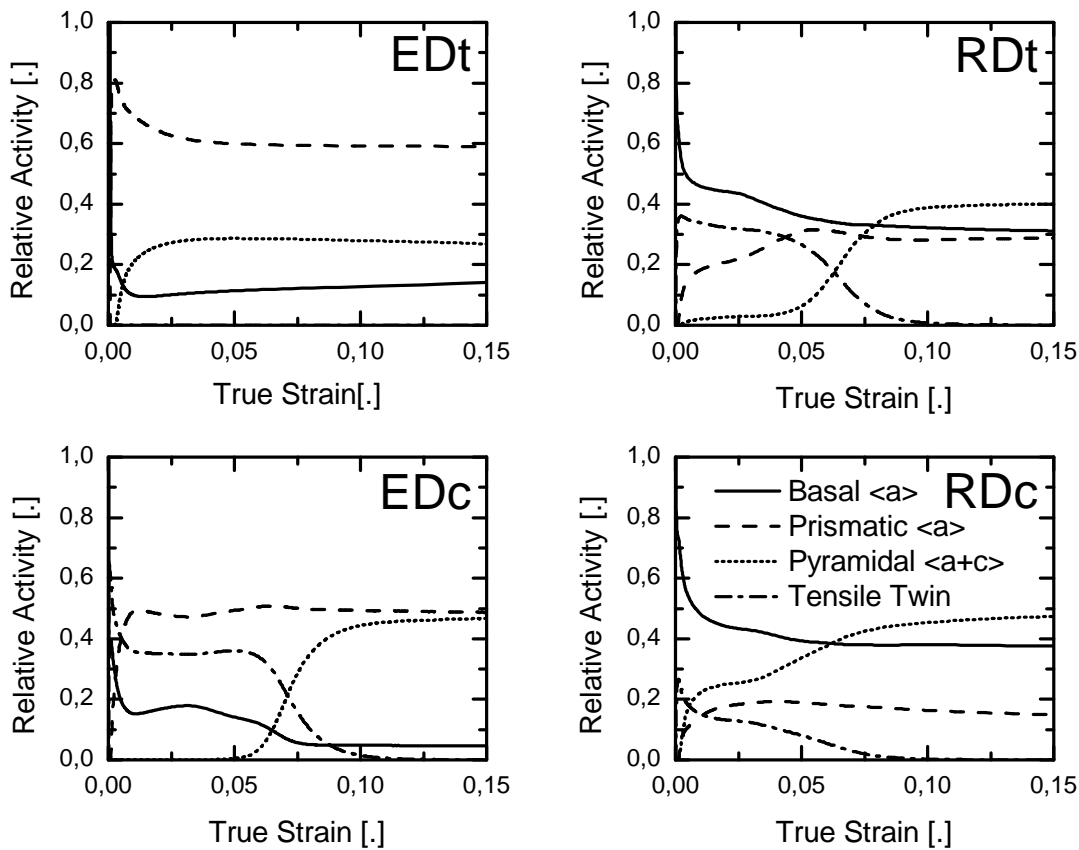 EDt
Relative Activity [.]
1,0
0,8
0,6
0,4
0,2
0,0
0,00 0,05 0,10 0,15
True Strain[.]
RDt
Relative Activity [.]
1,0
0,8
0,6
0,4
0,2
0,0
0,00 0,05 0,10 0,15
True Strain [.]
EDc
Relative Activity [.]
1,0
0,8
0,6
0,4
0,2
0,0
0,00 0,05 0,10 0,15
True Strain [.]
RDc
Basal <a>
Prismatic <a>
Pyramidal <a+c>
Tensile Twin
Relative Activity [.]
1,0
0,8
0,6
0,4
0,2
0,0
0,00 0,05 0,10 0,15
True Strain [.]